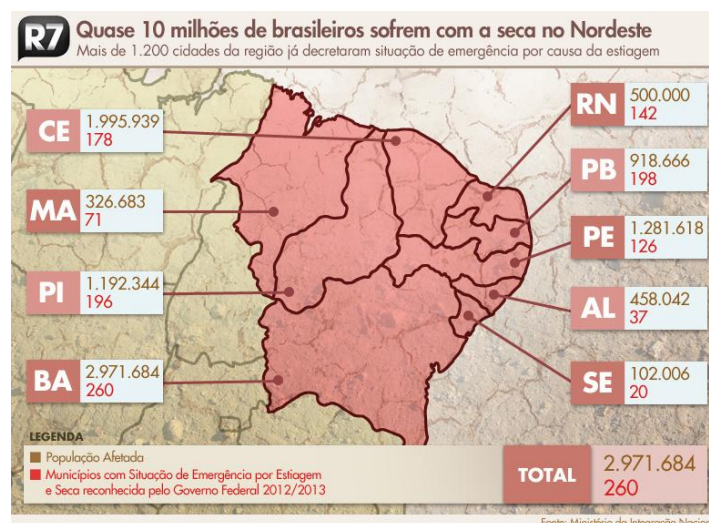 R7
Quase 10 milhões de brasileiros sofrem com a seca no Nordeste
Mais de 1.200 cidades da região já decretaram situação de emergência por causa da estiagem
CE
1.995.939
178
MA
326.683
71
PI
1.192.344
196
BA
2.971.684
260
RN
500.000
142
PB
918.666
198
PE
1.281.618
126
AL
458.042
37
SE
102.006
20
LEGENDA
População Afetada
Municípios com Situação de Emergência por Estiagem
e Seca reconhecida pelo Governo Federal 2012/2013
TOTAL
2.971.684
260
Fonte: Ministério da Integração